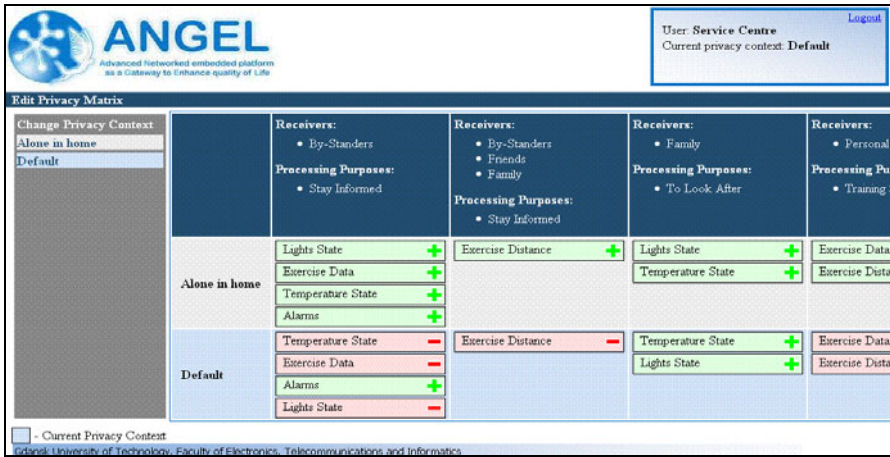 ANGEL
Advanced Networked embedded platform
as a Gateway to Enhance quality of Life
Logout
User: Service Centre
Current privacy context: Default
Edit Privacy Matrix
Change Privacy Context
Alone in home
Default
Receivers:
• By-Standers
Processing Purposes:
• Stay Informed
Receivers:
• By-Standers
• Friends
• Family
Processing Purposes:
• Stay Informed
Receivers:
• Family
Processing Purposes:
• To Look After
Receivers:
• Personal
Processing Pu
• Training
Alone in home
Lights State
Exercise Data
Temperature State
Alarms
Exercise Distance
Lights State
Temperature State
Exercise Data
Exercise Dista
Default
Temperature State
Exercise Data
Alarms
Lights State
Exercise Distance
Temperature State
Lights State
Exercise Data
Exercise Dista
- Current Privacy Context
Gdansk University of Technology, Faculty of Electronics, Telecommunications and Informatics